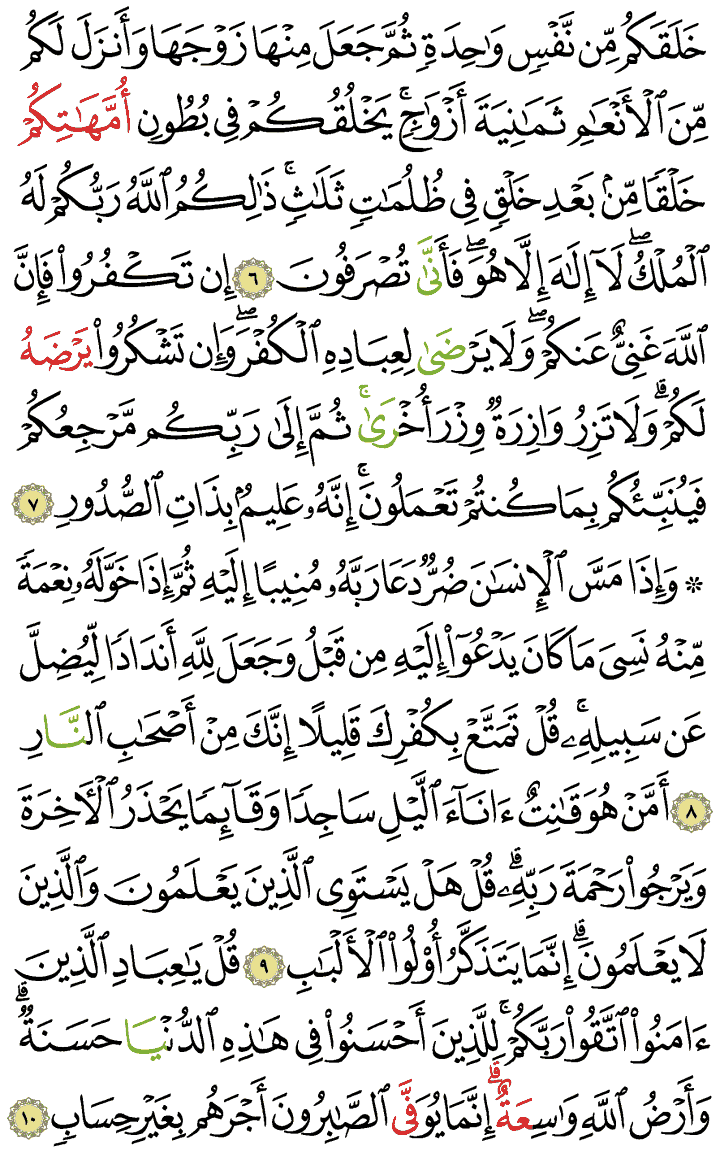 خَلَقَكُم مِّن نَّفْسٍ وَٰحِدَةٍ ثُمَّ جَعَلَ مِنْهَا زَوْجَهَا وَأَنزَلَ لَكُم
مِّنَ ٱلْأَنْعَٰمِ ثَمَٰنِيَةَ أَزْوَٰجٍ ۚ يَخْلُقُكُمْ فِى بُطُونِ أُمَّهَٰتِكُمْ
خَلْقًا مِّنۢ بَعْدِ خَلْقٍ فِى ظُلُمَٰتٍ ثَلَٰثٍ ۚ ذَٰلِكُمُ ٱللَّهُ رَبُّكُمْ لَهُ
ٱلْمُلْكُ ۖ لَآ إِلَٰهَ إِلَّا هُوَ ۖ فَأَنَّىٰ تُصْرَفُونَ ٦ إِن تَكْفُرُوا۟ فَإِنَّ
ٱللَّهَ غَنِىٌّ عَنكُمْ ۖ وَلَا يَرْضَىٰ لِعِبَادِهِ ٱلْكُفْرَ ۖ وَإِن تَشْكُرُوا۟ يَرْضَهُ
لَكُمْ ۗ وَلَا تَزِرُ وَازِرَةٌ وِزْرَ أُخْرَىٰ ۚ ثُمَّ إِلَىٰ رَبِّكُم مَّرْجِعُكُمْ
فَيُنَبِّئُكُم بِمَا كُنتُمْ تَعْمَلُونَ ۚ إِنَّهُۥ عَلِيمٌۢ بِذَاتِ ٱلصُّدُورِ ٧
۞ وَإِذَا مَسَّ ٱلْإِنسَٰنَ ضُرٌّ دَعَا رَبَّهُۥ مُنِيبًا إِلَيْهِ ثُمَّ إِذَا خَوَّلَهُۥ نِعْمَةً
مِّنْهُ نَسِىَ مَا كَانَ يَدْعُوٓا۟ إِلَيْهِ مِن قَبْلُ وَجَعَلَ لِلَّهِ أَندَادًا لِّيُضِلَّ
عَن سَبِيلِهِۦ ۚ قُلْ تَمَتَّعْ بِكُفْرِكَ قَلِيلًا إِنَّكَ مِنْ أَصْحَٰبِ ٱلنَّارِ
٨ أَمَّنْ هُوَ قَٰنِتٌ ءَانَآءَ ٱلَّيْلِ سَاجِدًا وَقَآئِمًا يَحْذَرُ ٱلْـَٔاخِرَةَ
وَيَرْجُوا۟ رَحْمَةَ رَبِّهِۦ ۗ قُلْ هَلْ يَسْتَوِى ٱلَّذِينَ يَعْلَمُونَ وَٱلَّذِينَ
لَا يَعْلَمُونَ ۗ إِنَّمَا يَتَذَكَّرُ أُو۟لُوا۟ ٱلْأَلْبَٰبِ ٩ قُلْ يَٰعِبَادِ ٱلَّذِينَ
ءَامَنُوا۟ ٱتَّقُوا۟ رَبَّكُمْ ۚ لِلَّذِينَ أَحْسَنُوا۟ فِى هَٰذِهِ ٱلدُّنْيَا حَسَنَةٌ ۗ
وَأَرْضُ ٱللَّهِ وَٰسِعَةٌ ۗ إِنَّمَا يُوَفَّى ٱلصَّٰبِرُونَ أَجْرَهُم بِغَيْرِ حِسَابٍ ١٠